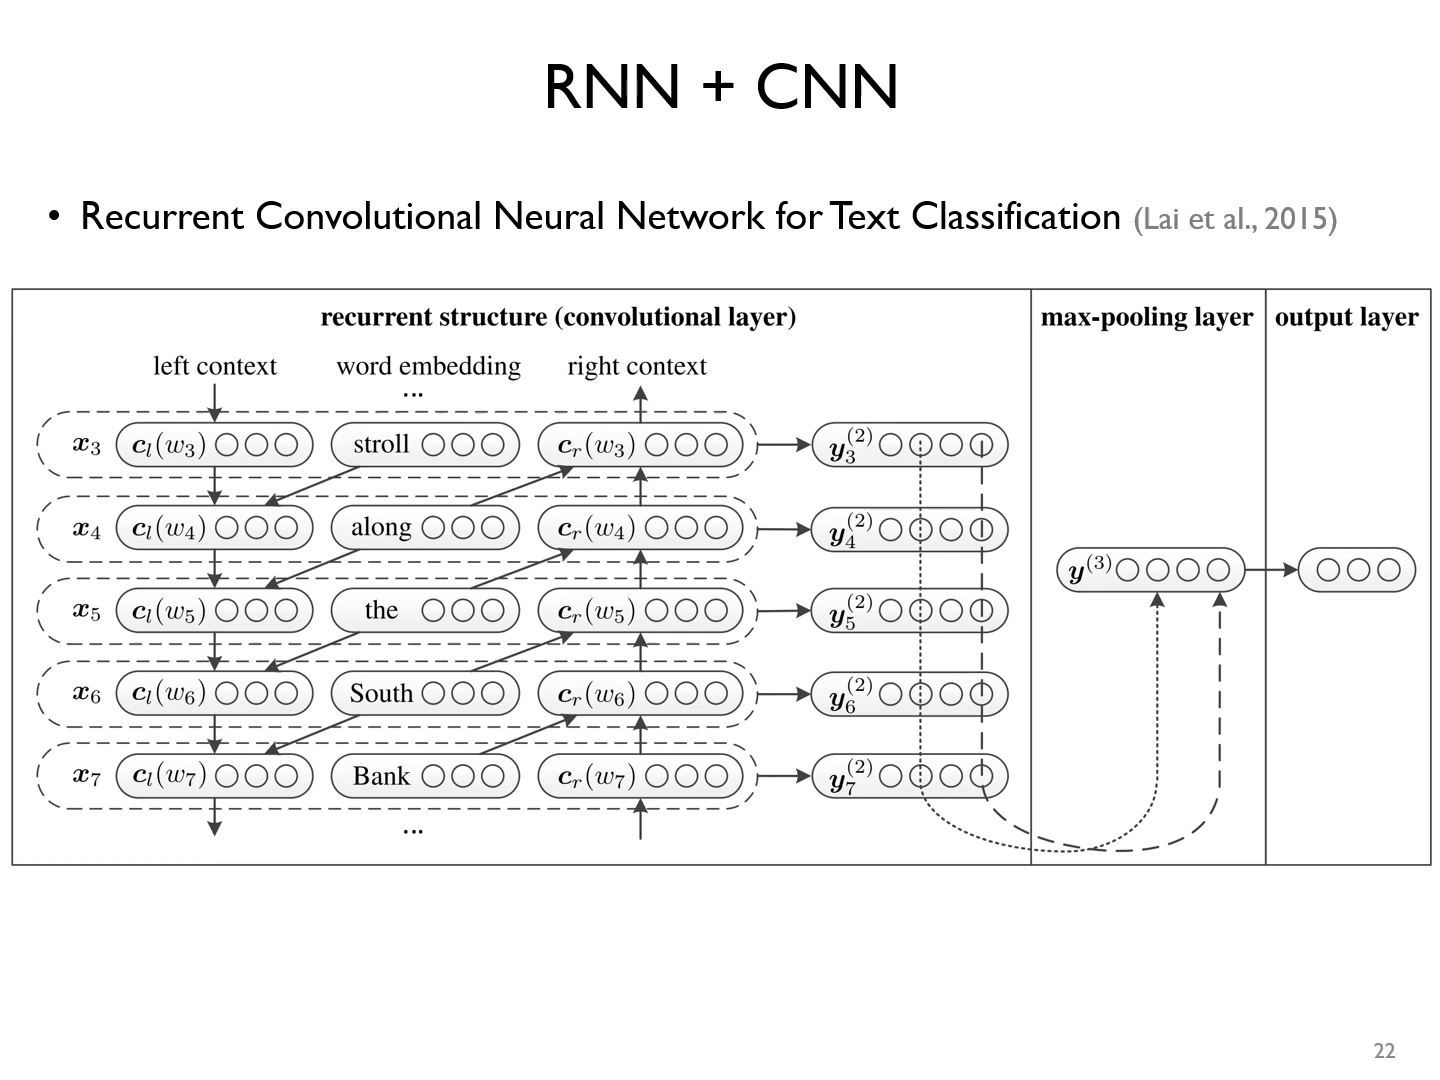 RNN + CNN
• Recurrent Convolutional Neural Network for Text Classification (Lai et al., 2015)
recurrent structure (convolutional layer)
max-pooling layer
output layer
left context
word embedding
right context
...
x₃ cₗ(w₃) stroll cᵣ(w₃) y₃⁽²⁾
x₄ cₗ(w₄) along cᵣ(w₄) y₄⁽²⁾
x₅ cₗ(w₅) the cᵣ(w₅) y₅⁽²⁾
x₆ cₗ(w₆) South cᵣ(w₆) y₆⁽²⁾
x₇ cₗ(w₇) Bank cᵣ(w₇) y₇⁽²⁾
...
y⁽³⁾
22